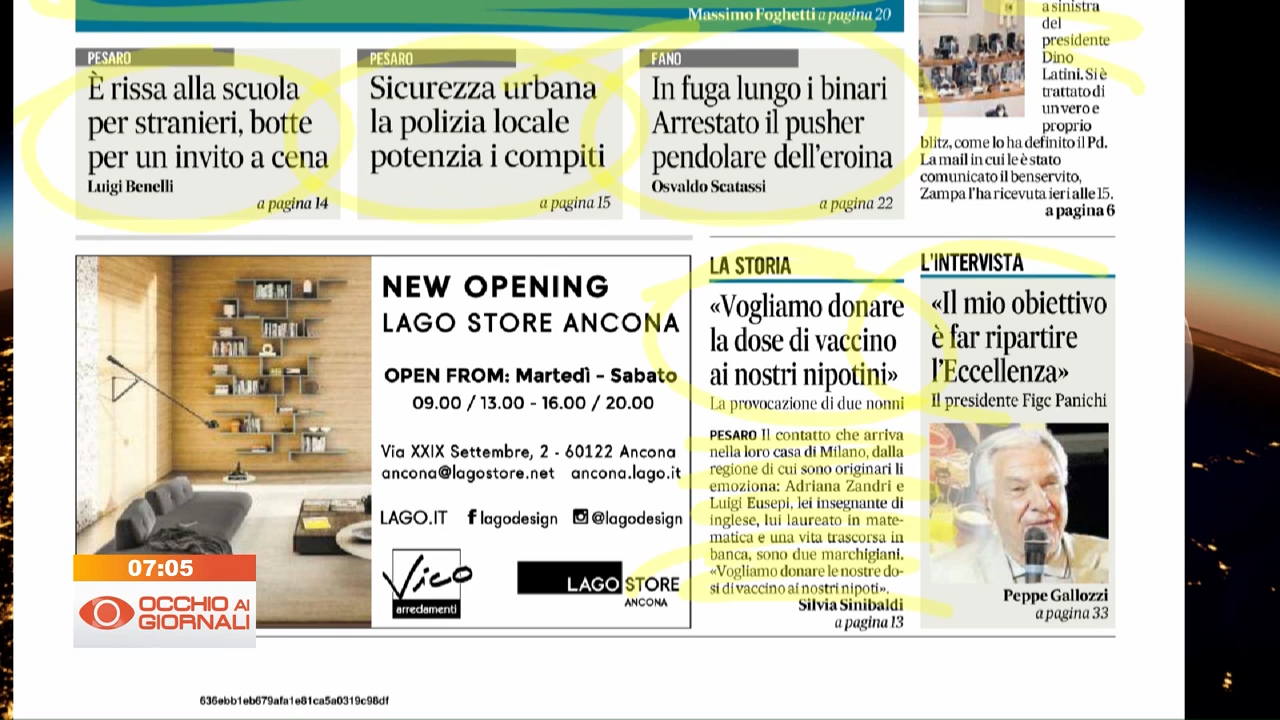 Massimo Foghetti a pagina 20
PESARO
È rissa alla scuola
per stranieri, botte
per un invito a cena
Luigi Benelli
a pagina 14
PESARO
Sicurezza urbana
la polizia locale
potenzia i compiti
a pagina 15
FANO
In fuga lungo i binari
Arrestato il pusher
pendolare dell'eroina
Osvaldo Scatassi
a pagina 22
a sinistra
del
presidente
Dino
Latini. Si è
trattato di
un vero e
proprio
blitz, come lo ha definito il Pd.
La mail in cui le è stato
comunicato il benservito,
Zampa l'ha ricevuta ieri alle 15.
a pagina 6
NEW OPENING
LAGO STORE ANCONA
OPEN FROM: Martedì - Sabato
09.00 / 13.00 - 16.00 / 20.00
Via XXIX Settembre, 2 - 60122 Ancona
ancona@lagostore.net ancona.lago.it
LAGO.IT lagodesign @lagodesign
Vico
arredamenti
LAGO STORE
ANCONA
LA STORIA
«Vogliamo donare
la dose di vaccino
ai nostri nipotini»
La provocazione di due nonni
PESARO Il contatto che arriva
nella loro casa di Milano, dalla
regione di cui sono originari li
emoziona: Adriana Zandri e
Luigi Eusepi, lei insegnante di
inglese, lui laureato in mate-
matica e una vita trascorsa in
banca, sono due marchigiani.
«Vogliamo donare le nostre do-
si di vaccino ai nostri nipoti».
Silvia Sinibaldi
a pagina 13
L'INTERVISTA
«Il mio obiettivo
è far ripartire
l'Eccellenza»
Il presidente Figc Panichi
Peppe Gallozzi
a pagina 33
07:05
OCCHIO AI
GIORNALI
636ebb1eb679afa1e81ca5a0319c98df